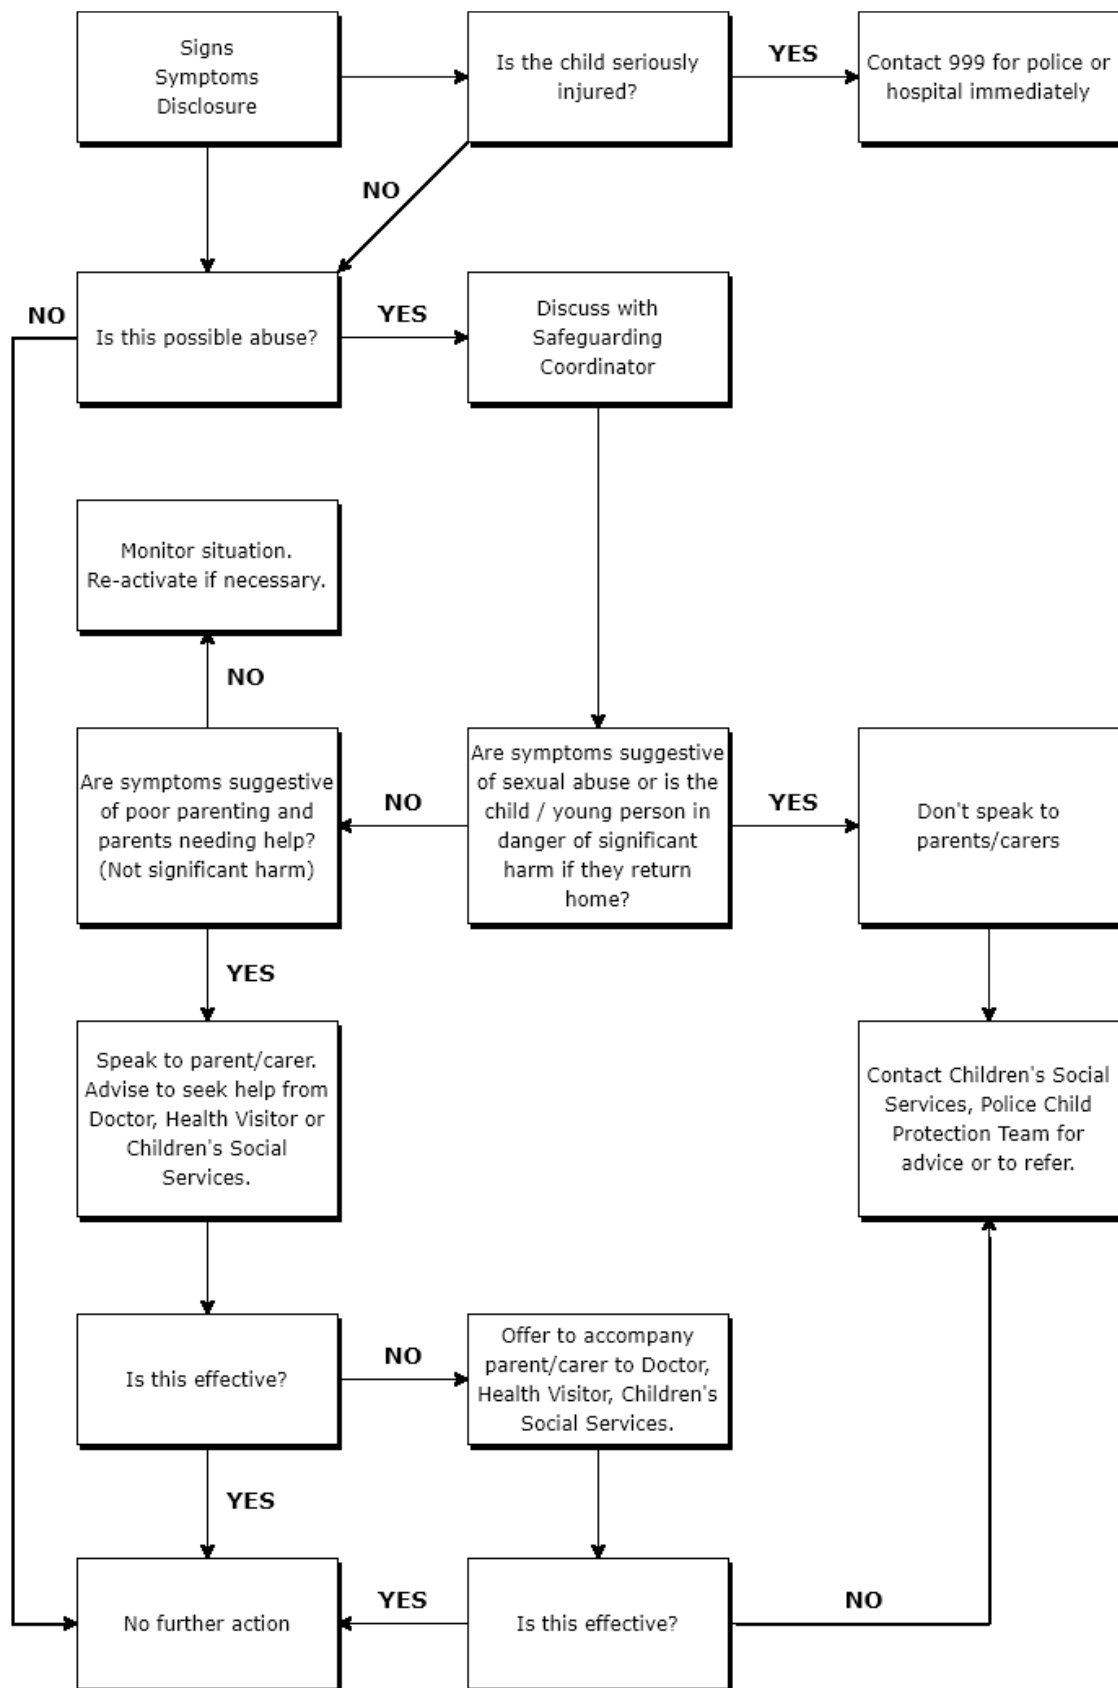 Signs
Symptoms
Disclosure
Is the child seriously
injured?
YES
Contact 999 for police or
hospital immediately
NO
Is this possible abuse?
NO
YES
Discuss with
Safeguarding
Coordinator
Monitor situation.
Re-activate if necessary.
NO
Are symptoms suggestive
of poor parenting and
parents needing help?
(Not significant harm)
NO
Are symptoms suggestive
of sexual abuse or is the
child / young person in
danger of significant
harm if they return
home?
YES
Don't speak to
parents/carers
YES
Speak to parent/carer.
Advise to seek help from
Doctor, Health Visitor or
Children's Social
Services.
Contact Children's Social
Services, Police Child
Protection Team for
advice or to refer.
Is this effective?
NO
Offer to accompany
parent/carer to Doctor,
Health Visitor, Children's
Social Services.
YES
No further action
YES
Is this effective?
NO